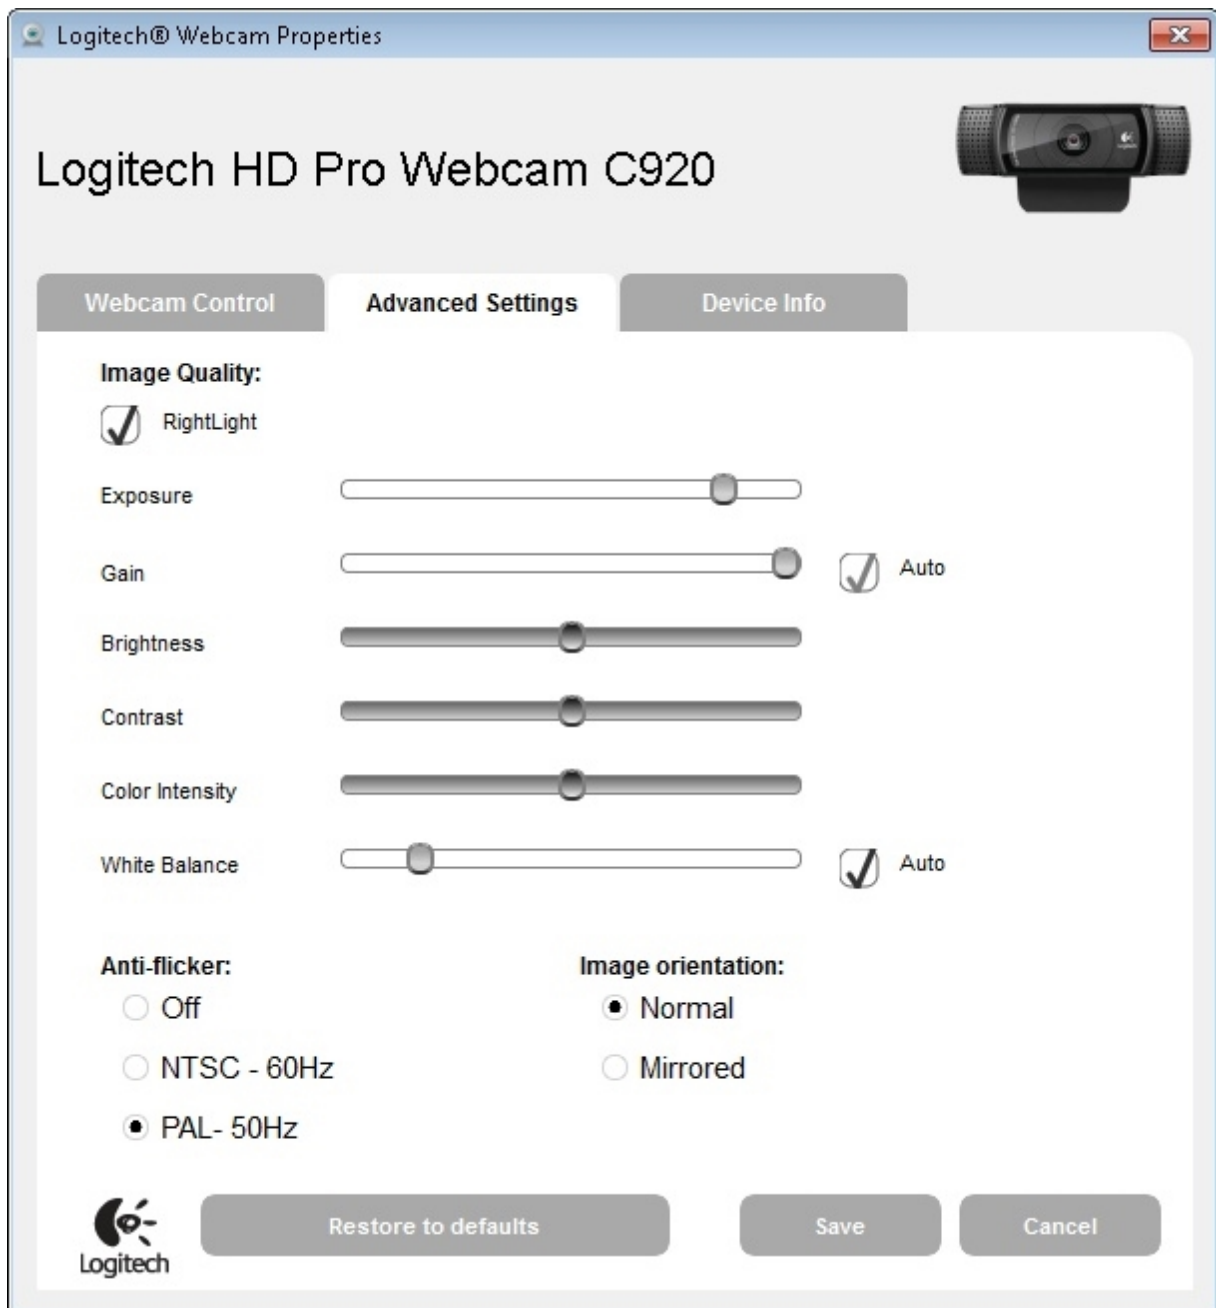 Logitech® Webcam Properties
Logitech HD Pro Webcam C920
Webcam Control
Advanced Settings
Device Info
Image Quality:
RightLight
Exposure
Gain
Auto
Brightness
Contrast
Color Intensity
White Balance
Auto
Anti-flicker:
Off
NTSC - 60Hz
PAL- 50Hz
Image orientation:
Normal
Mirrored
Logitech
Restore to defaults
Save
Cancel